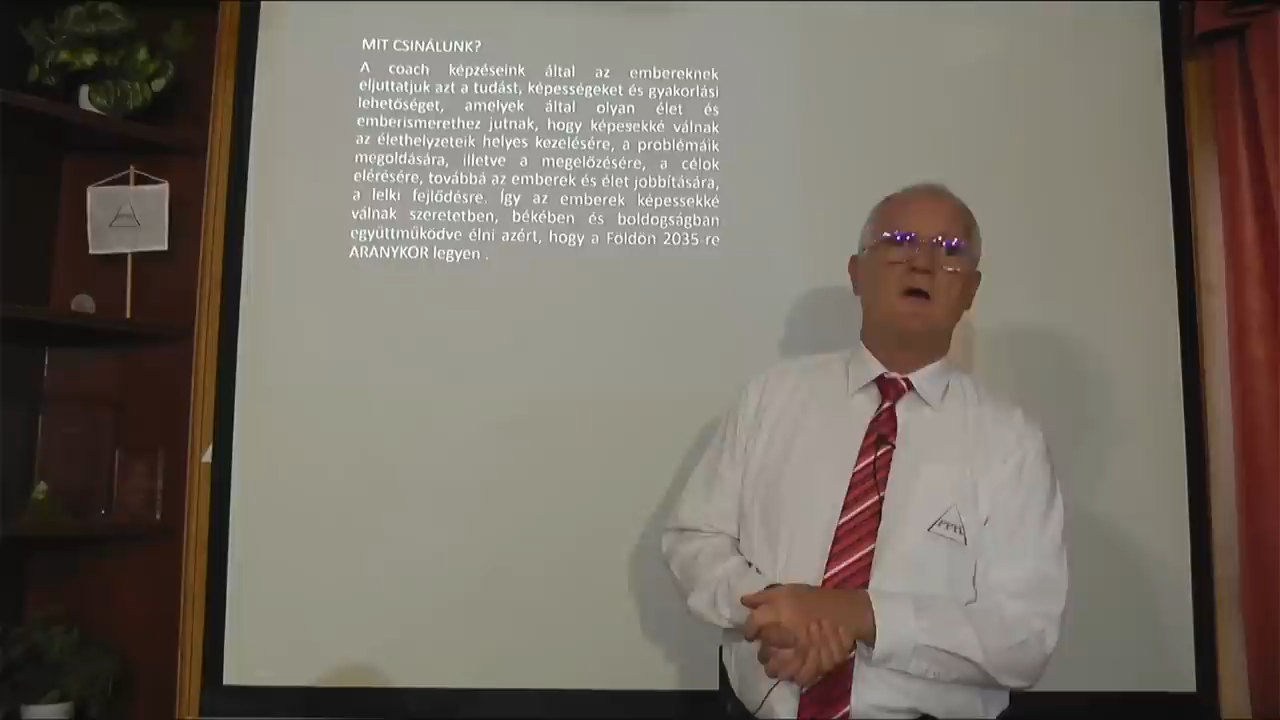 MIT CSINÁLUNK?
A coach képzéseink által az embereknek
eljuttatjuk azt a tudást, képességeket és gyakorlási
lehetőséget, amelyek által olyan élet és
emberismerethez jutnak, hogy képesekké válnak
az élethelyzeteik helyes kezelésére, a problémáik
megoldására, illetve a megelőzésére, a célok
elérésére, továbbá az emberek és élet jobbítására,
a lelki fejlődésre. Így az emberek képessekké
válnak szeretetben, békében és boldogságban
együttműködve élni azért, hogy a Földön 2035-re
ARANYKOR legyen .